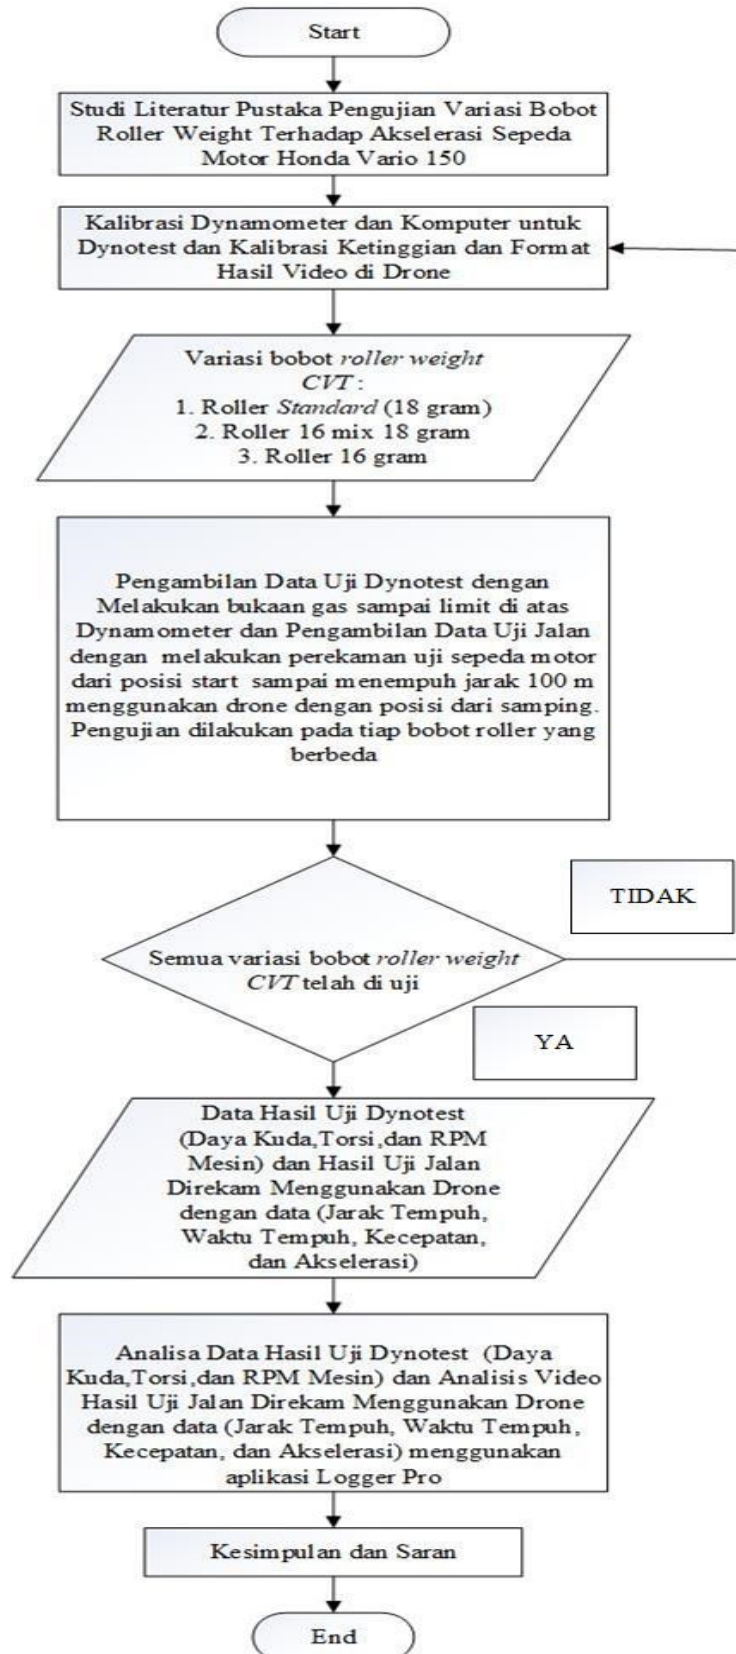 Start
Studi Literatur Pustaka Pengujian Variasi Bobot
Roller Weight Terhadap Akselerasi Sepeda
Motor Honda Vario 150
Kalibrasi Dynamometer dan Komputer untuk
Dynotest dan Kalibrasi Ketinggian dan Format
Hasil Video di Drone
Variasi bobot roller weight
CVT :
1. Roller Standard (18 gram)
2. Roller 16 mix 18 gram
3. Roller 16 gram
Pengambilan Data Uji Dynotest dengan
Melakukan bukaan gas sampai limit di atas
Dynamometer dan Pengambilan Data Uji Jalan
dengan melakukan perekaman uji sepeda motor
dari posisi start sampai menempuh jarak 100 m
menggunakan drone dengan posisi dari samping.
Pengujian dilakukan pada tiap bobot roller yang
berbeda
TIDAK
Semua variasi bobot roller weight
CVT telah di uji
YA
Data Hasil Uji Dynotest
(Daya Kuda,Torsi,dan RPM
Mesin) dan Hasil Uji Jalan
Direkam Menggunakan Drone
dengan data (Jarak Tempuh,
Waktu Tempuh, Kecepatan,
dan Akselerasi)
Analisa Data Hasil Uji Dynotest (Daya
Kuda,Torsi,dan RPM Mesin) dan Analisis Video
Hasil Uji Jalan Direkam Menggunakan Drone
dengan data (Jarak Tempuh, Waktu Tempuh,
Kecepatan, dan Akselerasi) menggunakan
aplikasi Logger Pro
Kesimpulan dan Saran
End